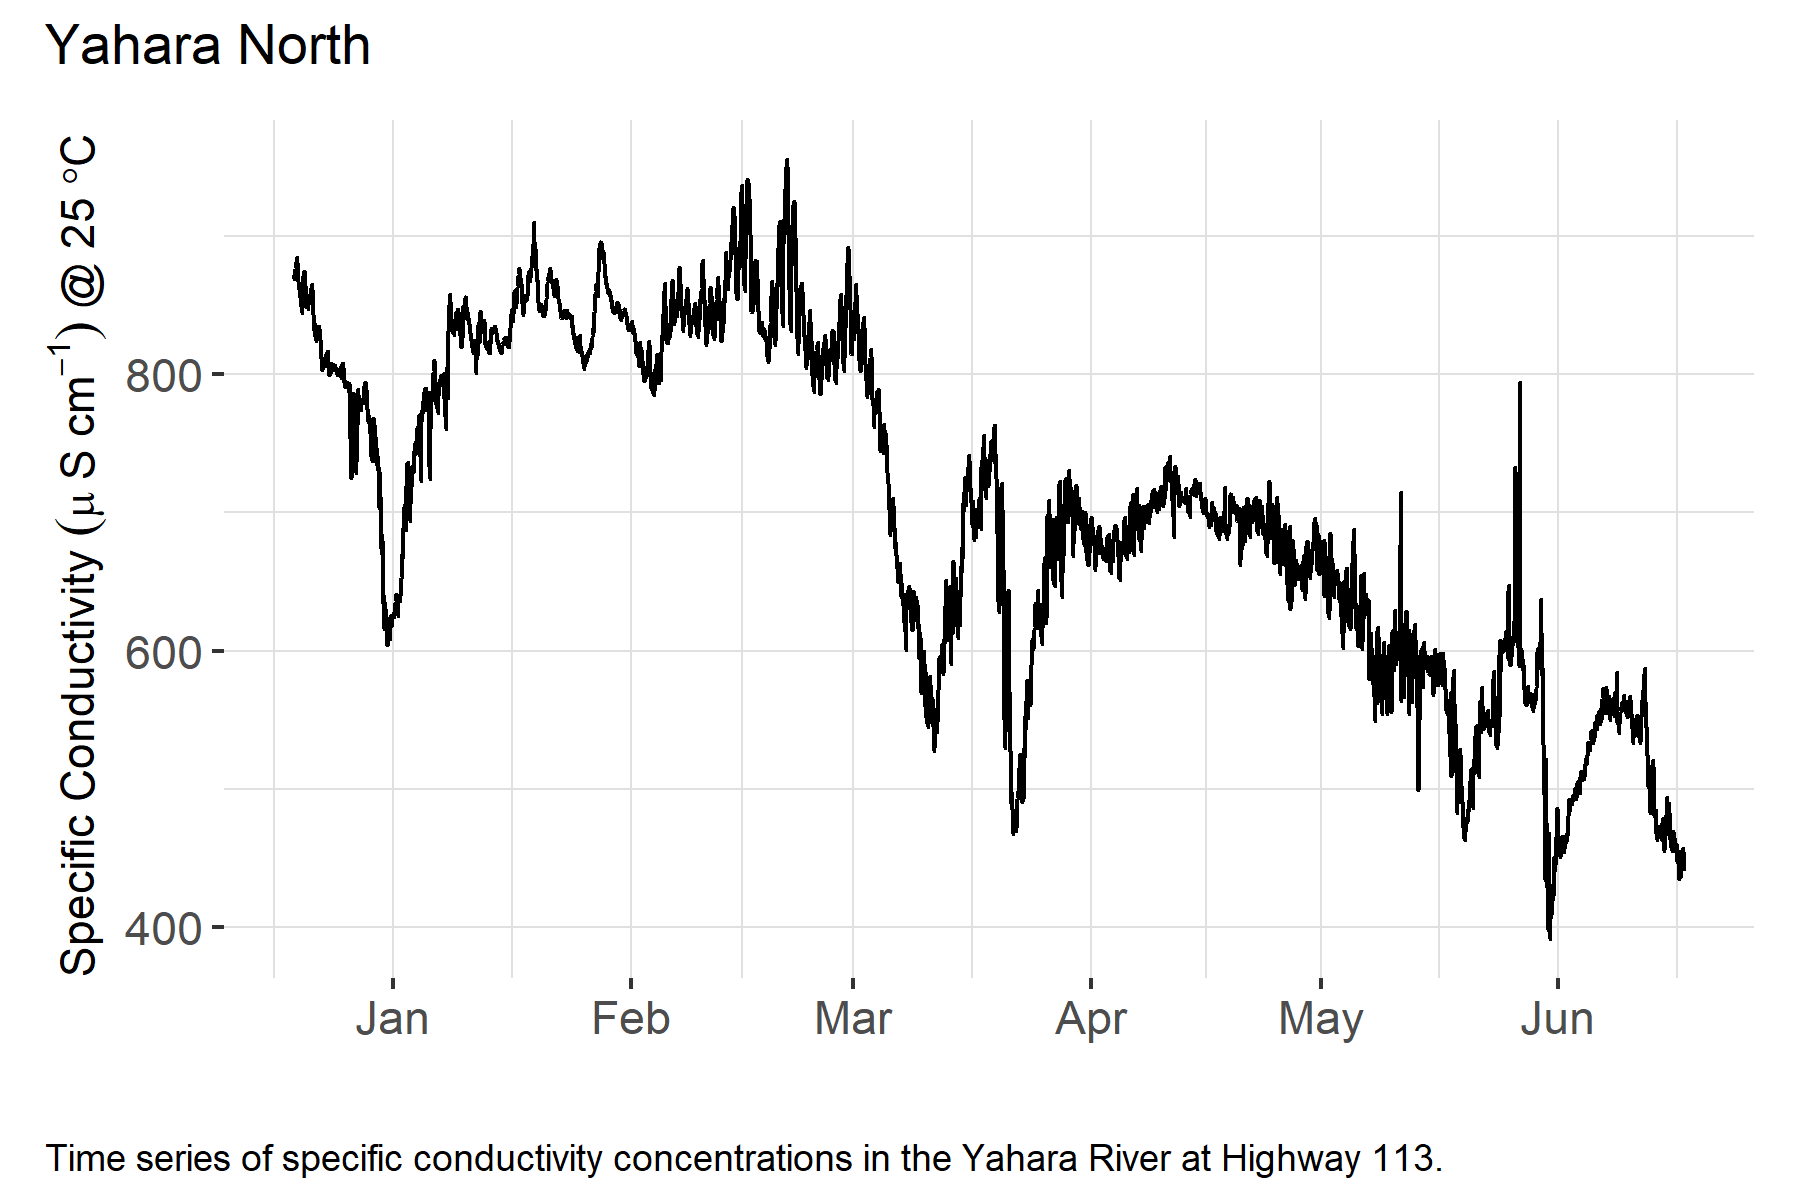 Yahara North
Specific Conductivity (μ S cm⁻¹) @ 25 °C
800
600
400
Jan Feb Mar Apr May Jun
Time series of specific conductivity concentrations in the Yahara River at Highway 113.